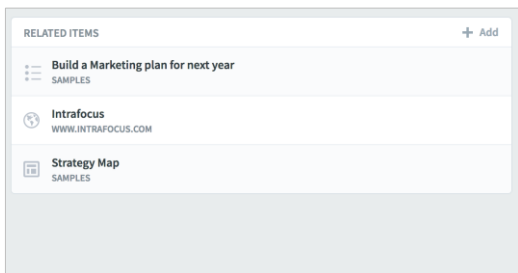 RELATED ITEMS + Add
Build a Marketing plan for next year
SAMPLES
Intrafocus
WWW.INTRAFOCUS.COM
Strategy Map
SAMPLES